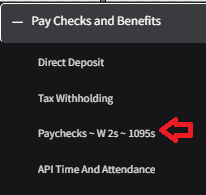 — Pay Checks and Benefits
Direct Deposit
Tax Withholding
Paychecks ~ W 2s ~ 1095s
API Time And Attendance